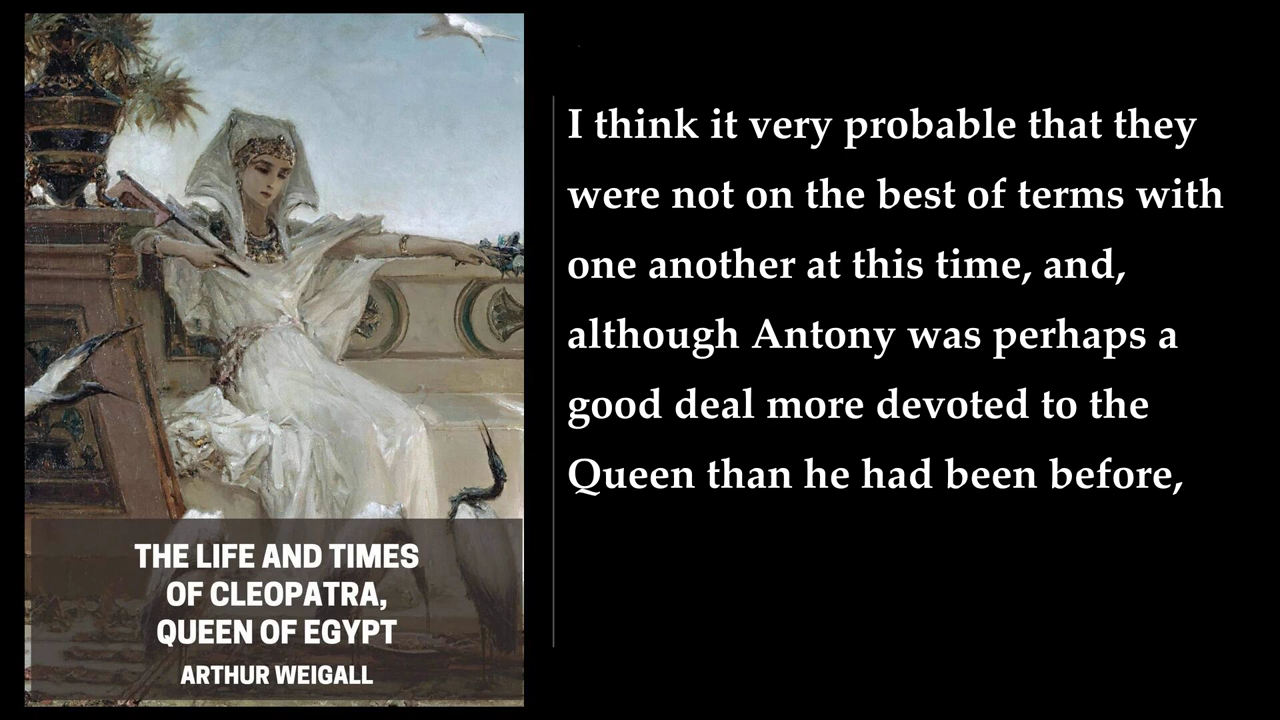 THE LIFE AND TIMES
OF CLEOPATRA,
QUEEN OF EGYPT
ARTHUR WEIGALL
I think it very probable that they
were not on the best of terms with
one another at this time, and,
although Antony was perhaps a
good deal more devoted to the
Queen than he had been before,